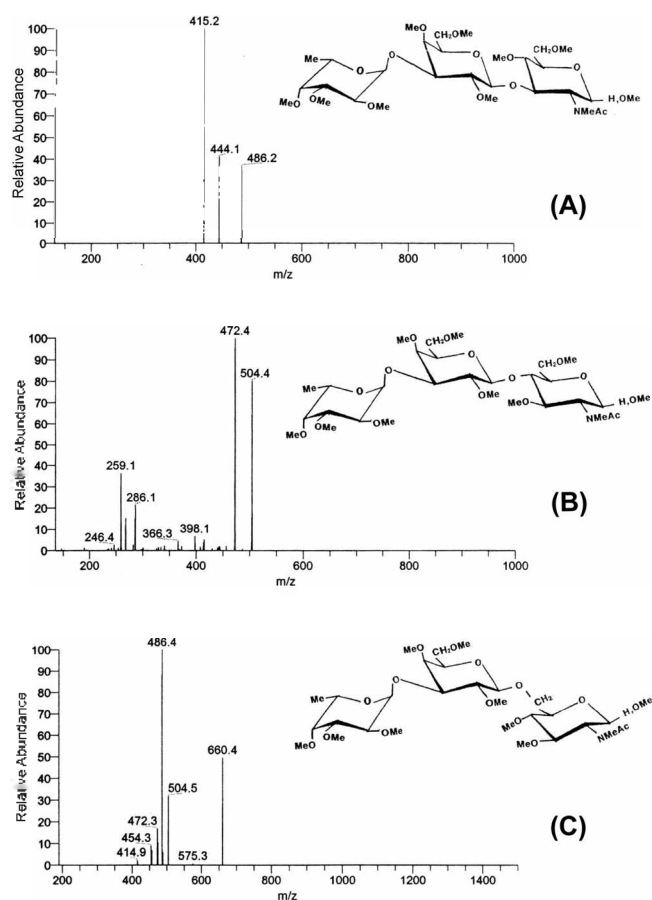 415.2
444.1
486.2
100
90
80
70
60
50
40
30
20
10
0
Relative Abundance
200 400 600 800 1000
m/z
MeO CH₂OMe
Me O O O CH₂OMe
MeO O
MeO OMe OMe OMe O O H,OMe
MeO NMeAc
(A)
472.4
504.4
259.1
286.1
246.4
366.3
398.1
100
90
80
70
60
50
40
30
20
10
0
Relative Abundance
200 400 600 800 1000
m/z
MeO CH₂OMe
O CH₂OMe
Me O O O O
OMe MeO H,OMe
MeO OMe OMe NMeAc
(B)
486.4
660.4
504.5
472.3
454.3
414.9
575.3
100
90
80
70
60
50
40
30
20
10
0
Relative Abundance
200 400 600 800 1000 1200 1400
m/z
MeO CH₂OMe
O
Me O O O CH₂
OMe MeO O H,OMe
MeO OMe OMe MeO NMeAc
(C)